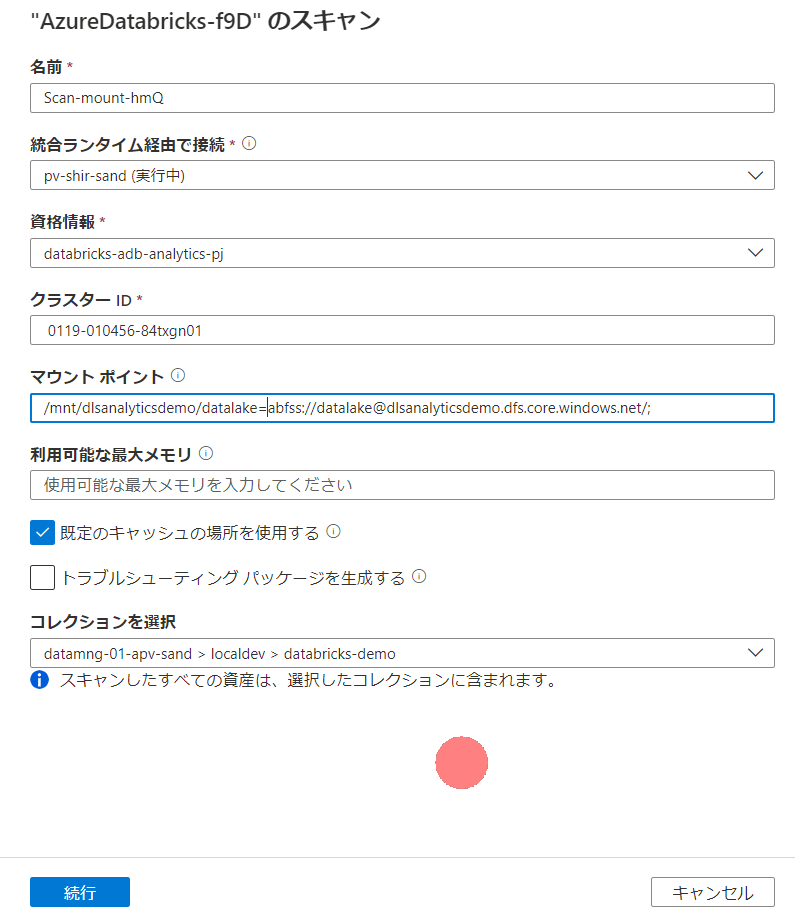 "AzureDatabricks-f9D" のスキャン
名前 *
Scan-mount-hmQ
統合ランタイム経由で接続 *
pv-shir-sand (実行中)
資格情報 *
databricks-adb-analytics-pj
クラスター ID *
0119-010456-84txgn01
マウント ポイント
/mnt/dlsanalyticsdemo/datalake=abfss://datalake@dlsanalyticsdemo.dfs.core.windows.net/;
利用可能な最大メモリ
使用可能な最大メモリを入力してください
既定のキャッシュの場所を使用する
トラブルシューティング パッケージを生成する
コレクションを選択
datamng-01-apv-sand > localdev > databricks-demo
スキャンしたすべての資産は、選択したコレクションに含まれます。
続行 キャンセル